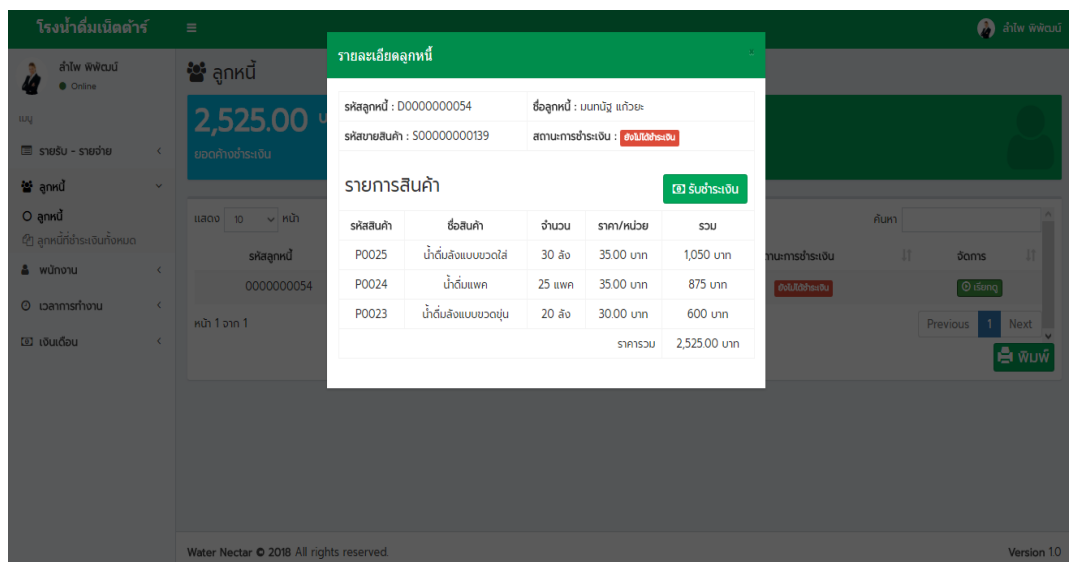 โรงน้ำดื่มเน็ตต้าร์
ลำไพ พิพัฒน์
ลำไพ พิพัฒน์
Online
เมนู
รายรับ - รายจ่าย
ลูกหนี้
ลูกหนี้
ลูกหนี้ที่ชำระเงินทั้งหมด
พนักงาน
เวลาการทำงาน
เงินเดือน
ลูกหนี้
2,525.00
ยอดค้างชำระเงิน
แสดง 10 หน้า
ค้นหา
รหัสลูกหนี้
จัดการ
0000000054
ยังไม่ได้ชำระเงิน
เรียกดู
หน้า 1 จาก 1
Previous 1 Next
พิมพ์
รายละเอียดลูกหนี้
×
รหัสลูกหนี้ : D0000000054 ชื่อลูกหนี้ : นนทนัฐ แก้วยะ
รหัสขายสินค้า : S00000000139 สถานะการชำระเงิน : ยังไม่ได้ชำระเงิน
รายการสินค้า
รับชำระเงิน
รหัสสินค้า ชื่อสินค้า จำนวน ราคา/หน่วย รวม
P0025 น้ำดื่มลังแบบขวดใส่ 30 ลัง 35.00 บาท 1,050 บาท
P0024 น้ำดื่มแพค 25 แพค 35.00 บาท 875 บาท
P0023 น้ำดื่มลังแบบขวดขุ่น 20 ลัง 30.00 บาท 600 บาท
ราคารวม 2,525.00 บาท
Water Nectar © 2018 All rights reserved.
Version 1.0